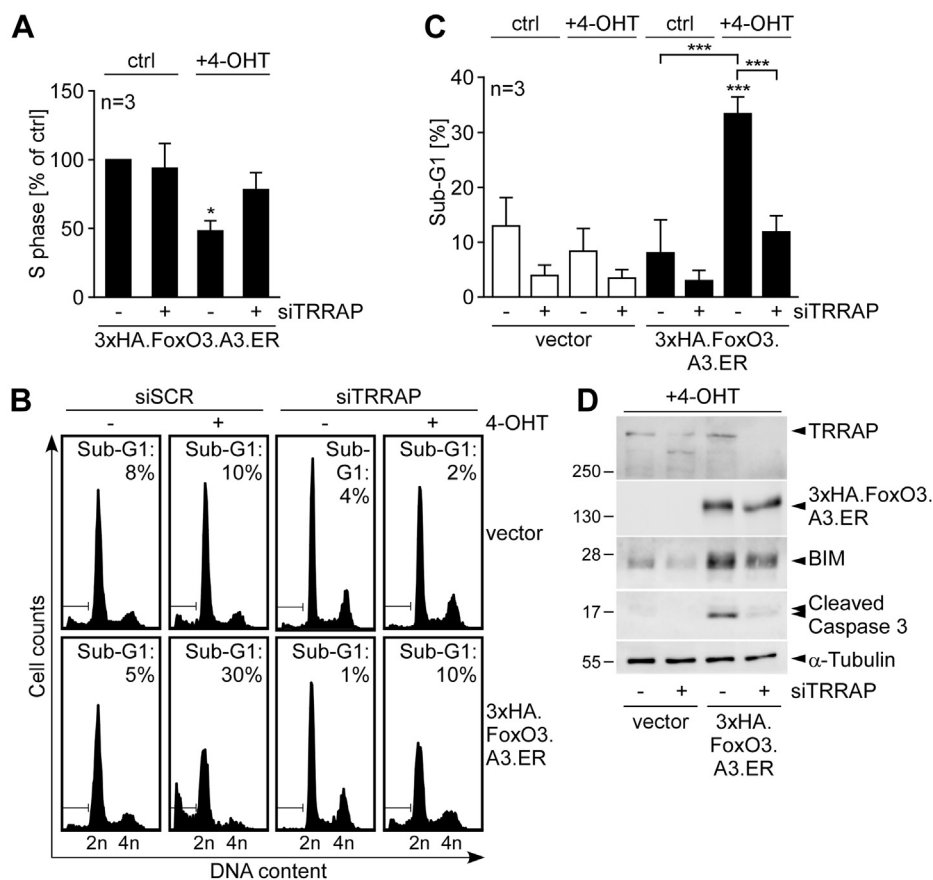 A
ctrl +4-OHT
150
100
50
0
n=3
S phase [% of ctrl]
*
- + - + siTRRAP
3xHA.FoxO3.A3.ER
C
ctrl +4-OHT ctrl +4-OHT
***
***
***
40
30
20
10
0
n=3
Sub-G1 [%]
- + - + - + - + siTRRAP
vector 3xHA.FoxO3.
A3.ER
B
siSCR siTRRAP
- + - + 4-OHT
Sub-G1:
8%
Sub-G1:
10%
Sub-
G1:
4%
Sub-G1:
2%
vector
Sub-G1:
5%
Sub-G1:
30%
Sub-G1:
1%
Sub-G1:
10%
3xHA.
FoxO3.
A3.ER
Cell counts
2n 4n 2n 4n 2n 4n 2n 4n
DNA content
D
+4-OHT
TRRAP
250
3xHA.FoxO3.
A3.ER
130
28
BIM
17
Cleaved
Caspase 3
55
α-Tubulin
- + - + siTRRAP
vector 3xHA.
FoxO3.
A3.ER